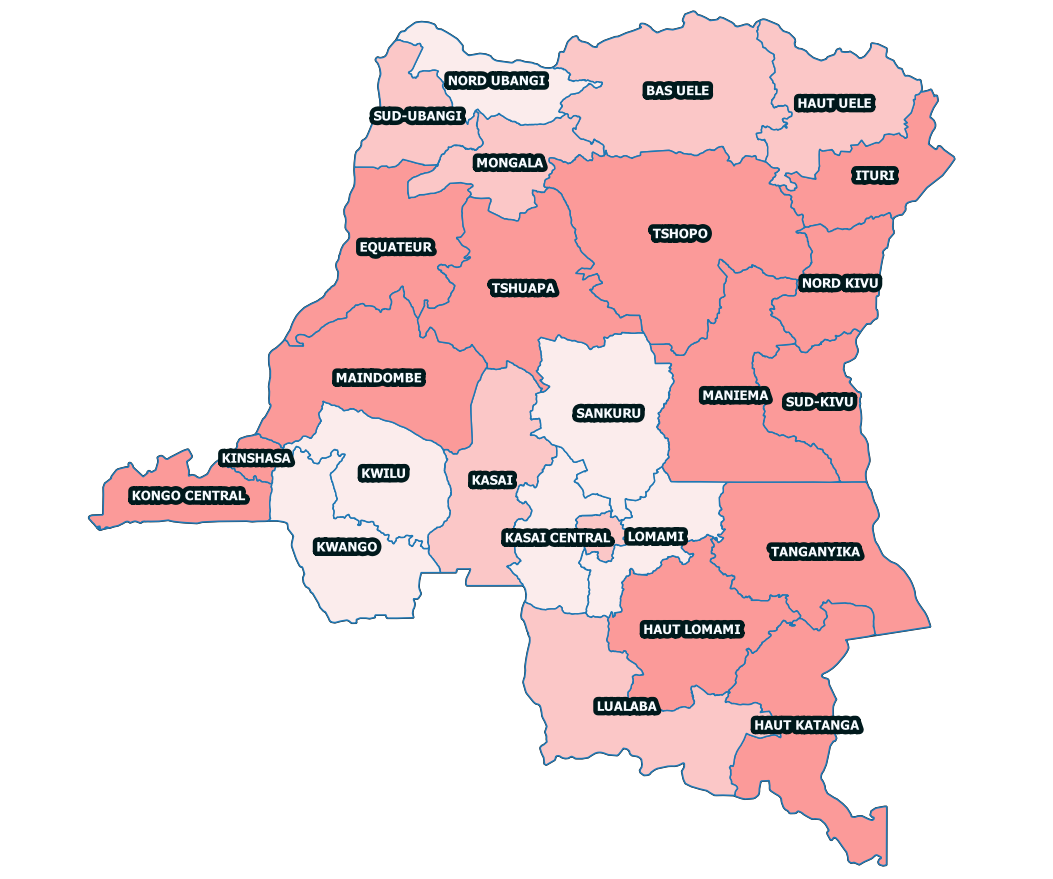 NORD UBANGI
BAS UELE
HAUT UELE
SUD-UBANGI
MONGALA
ITURI
TSHOPO
EQUATEUR
NORD KIVU
TSHUAPA
MAINDOMBE
MANIEMA
SUD-KIVU
SANKURU
KINSHASA
KWILU
KASAI
KONGO CENTRAL
KASAI CENTRAL
LOMAMI
KWANGO
TANGANYIKA
HAUT LOMAMI
LUALABA
HAUT KATANGA